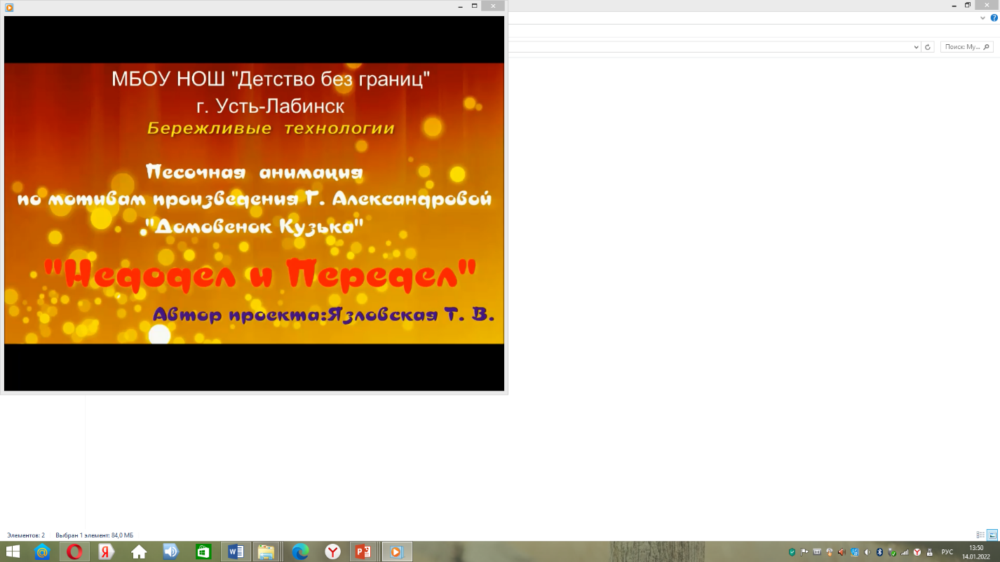 Поиск: Му...
МБОУ НОШ "Детство без границ"
г. Усть-Лабинск
Бережливые технологии
Песочная анимация
по мотивам произведения Т. Александровой
"Домовенок Кузька"
"Недодел и Передел"
Автор проекта:Язловская Т. В.
Элементов: 2 Выбран 1 элемент: 84,0 МБ
РУС
13:50
14.01.2022